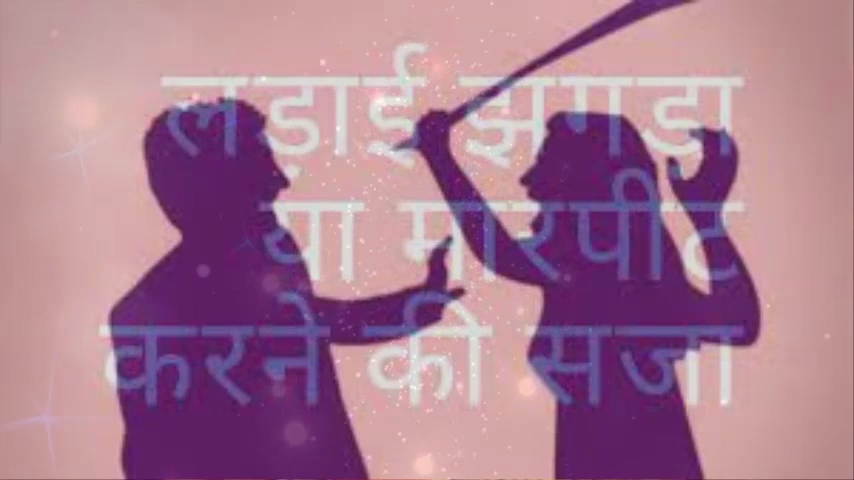 लड़ाई झगडा
या मारपीट
करने की सजा